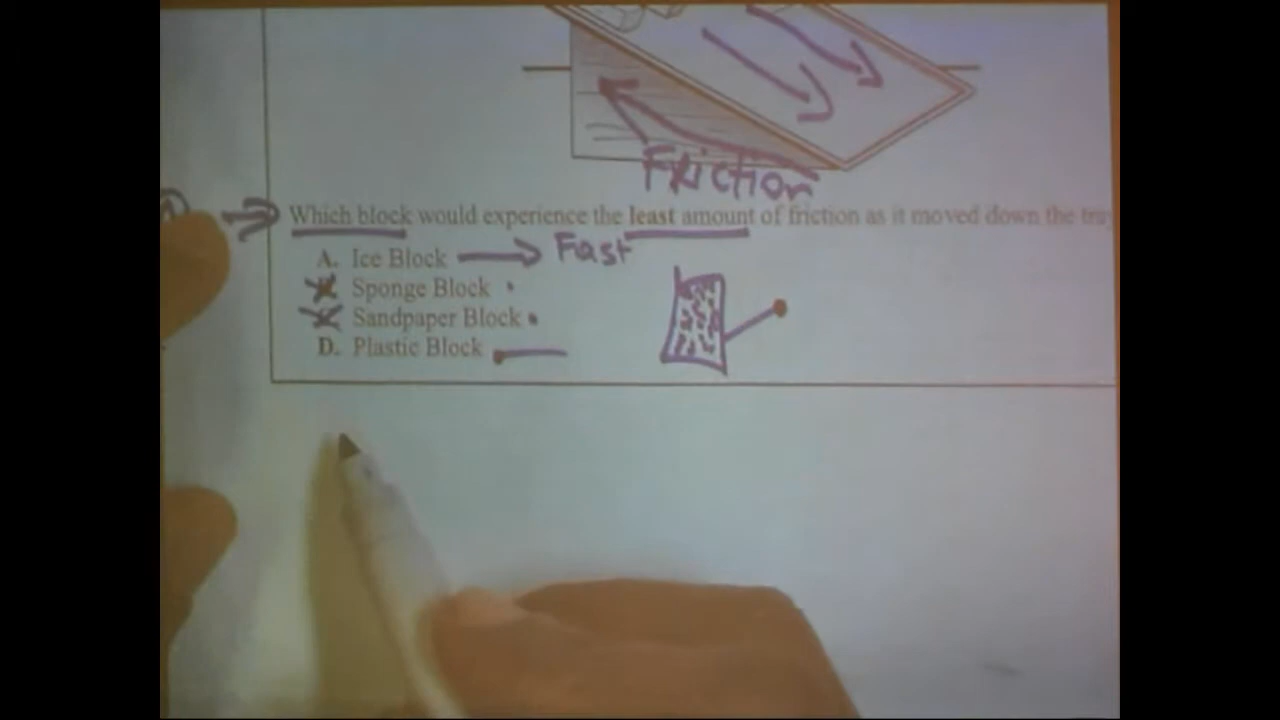 Friction
Which block would experience the least amount of friction as it moved down the
A. Ice Block Fast
Sponge Block
Sandpaper Block
D. Plastic Block